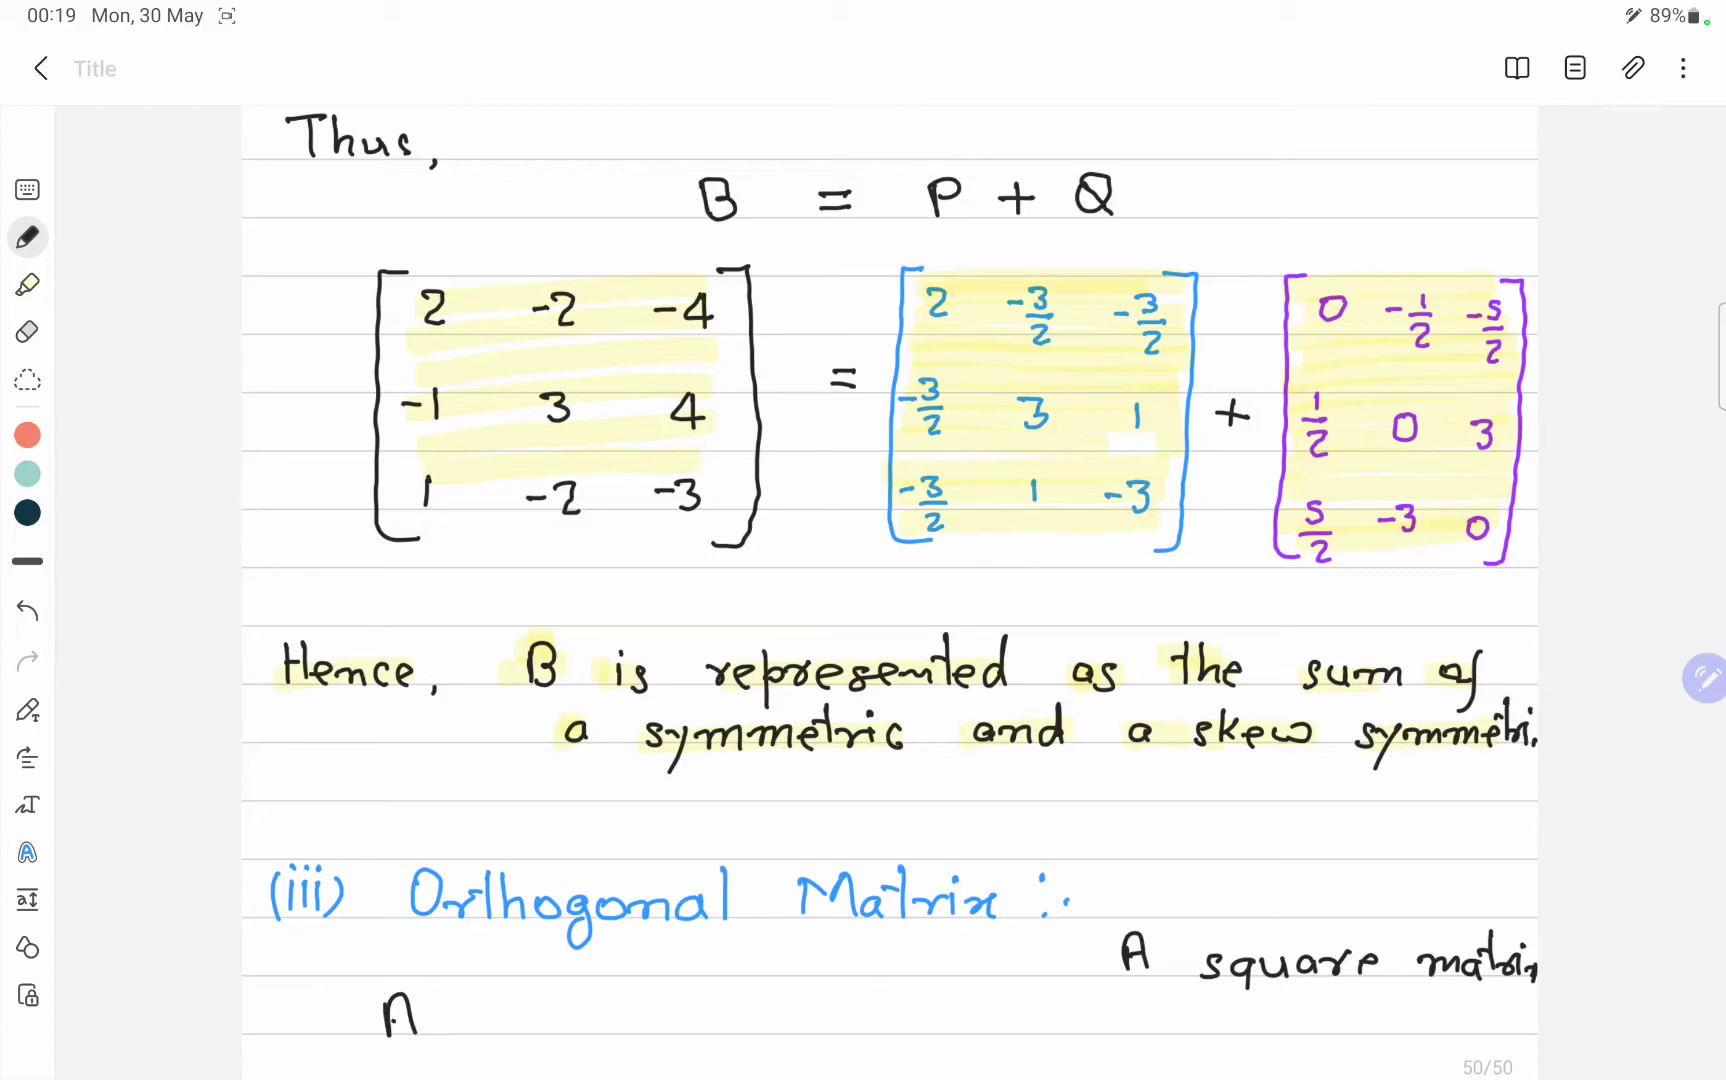 00:19 Mon, 30 May 89%
Title
Thus,
B = P + Q
[2 -2 -4; -1 3 4; 1 -2 -3] = [2 -3/2 -3/2; -3/2 3 1; -3/2 1 -3] + [0 -1/2 -5/2; 1/2 0 3; 5/2 -3 0]
Hence, B is represented as the sum of
a symmetric and a skew symmetri
(iii) Orthogonal Matrix :-
A square matrix
A
50/50